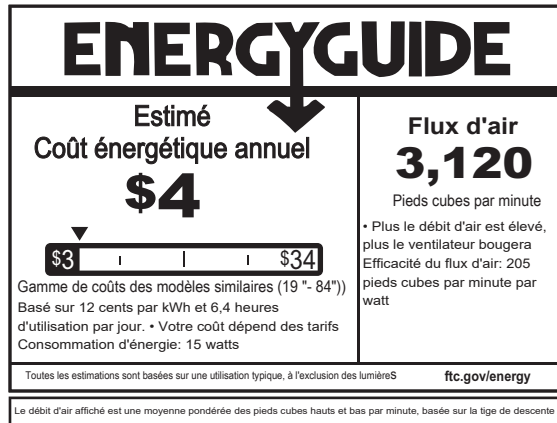 ENERGYGUIDE
Estimé
Coût énergétique annuel
$4
$3
$34
Gamme de coûts des modèles similaires (19 "- 84"))
Basé sur 12 cents par kWh et 6,4 heures
d'utilisation par jour. • Votre coût dépend des tarifs
Consommation d'énergie: 15 watts
Flux d'air
3,120
Pieds cubes par minute
• Plus le débit d'air est élevé,
plus le ventilateur bougera
Efficacité du flux d'air: 205
pieds cubes par minute par
watt
Toutes les estimations sont basées sur une utilisation typique, à l'exclusion des lumièreS
ftc.gov/energy
Le débit d'air affiché est une moyenne pondérée des pieds cubes hauts et bas par minute, basée sur la tige de descente